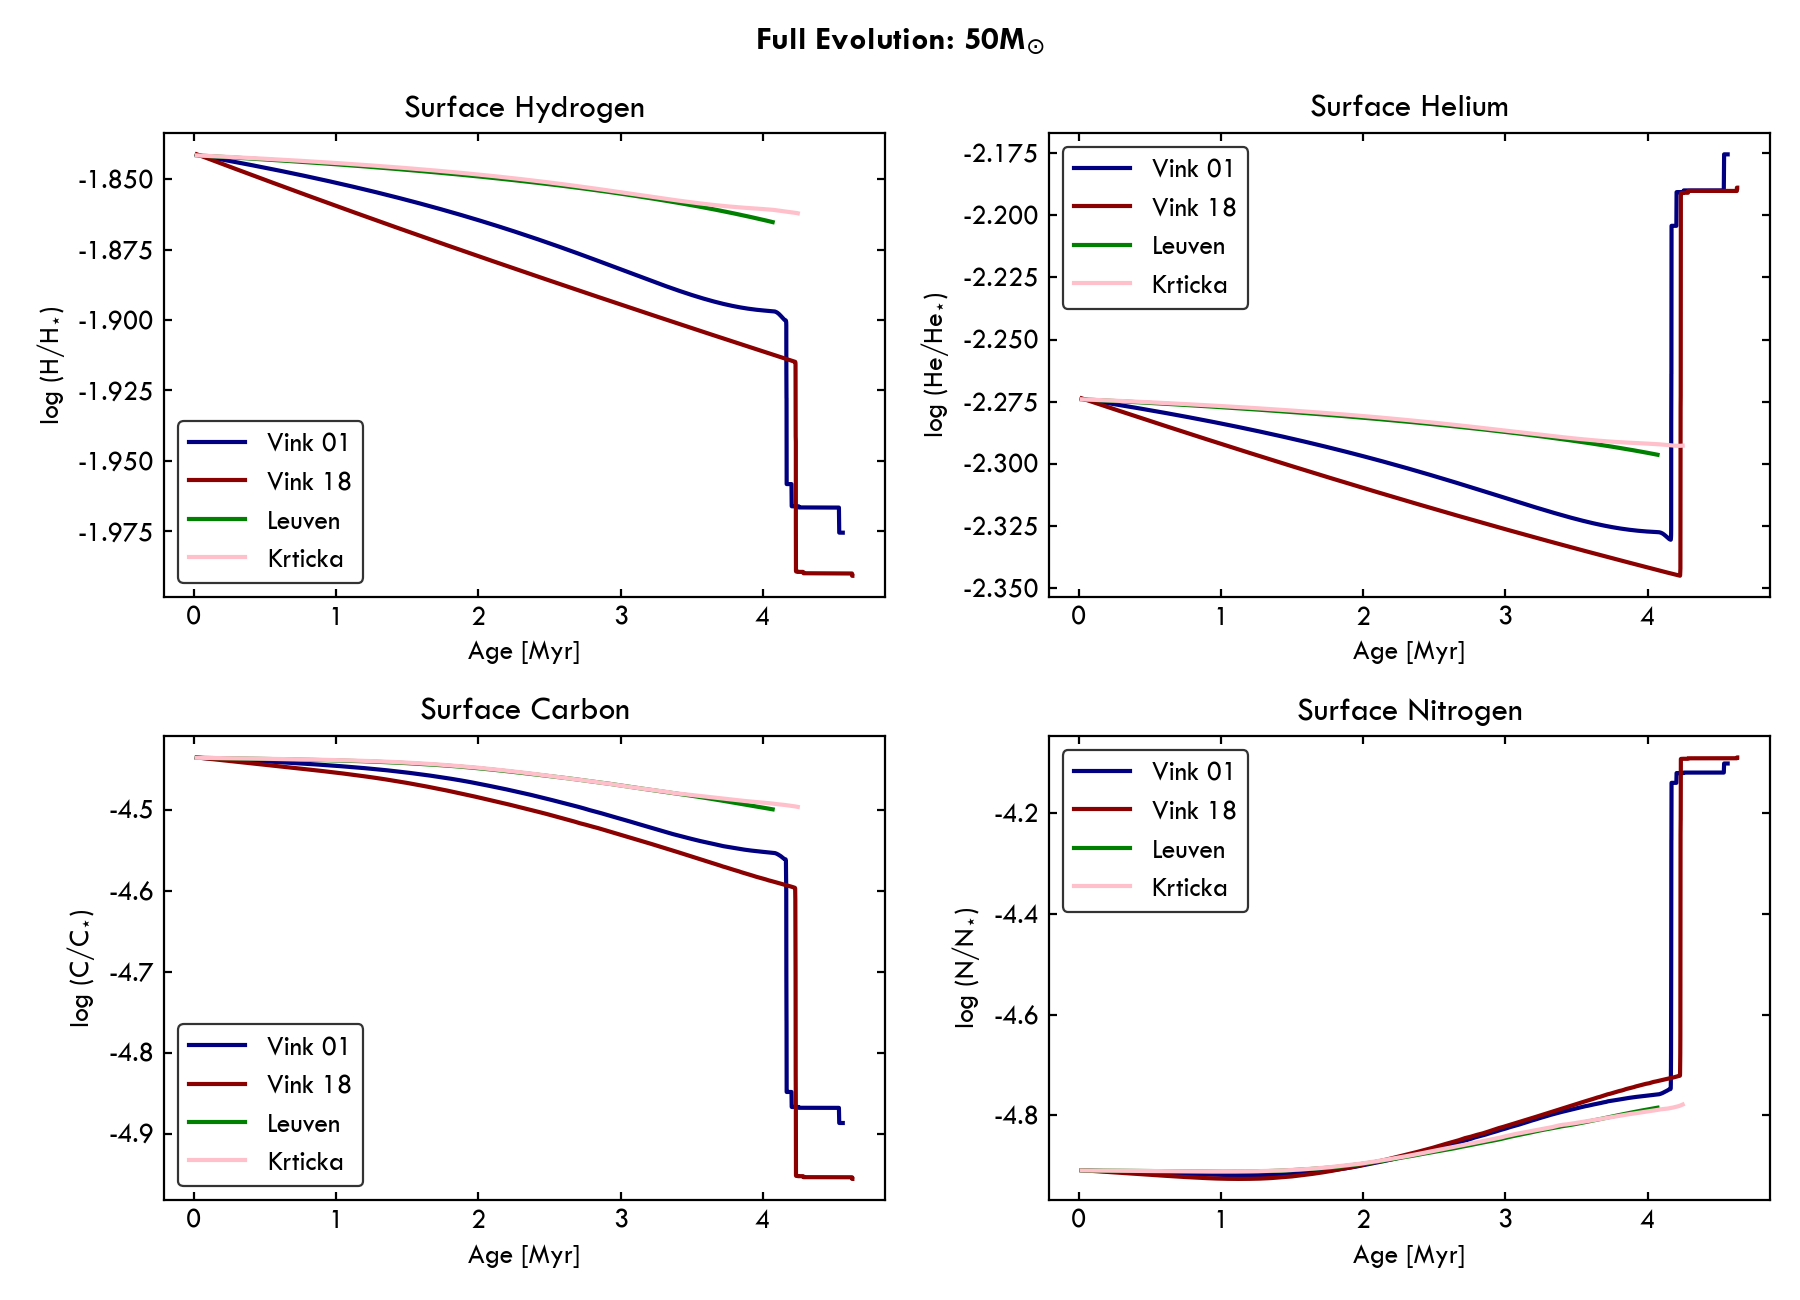 Full Evolution: 50M⊙
Surface Hydrogen
log (H/H⋆)
-1.850
-1.875
-1.900
-1.925
-1.950
-1.975
Vink 01
Vink 18
Leuven
Krticka
0 1 2 3 4
Age [Myr]
Surface Helium
log (He/He⋆)
-2.175
-2.200
-2.225
-2.250
-2.275
-2.300
-2.325
-2.350
Vink 01
Vink 18
Leuven
Krticka
0 1 2 3 4
Age [Myr]
Surface Carbon
log (C/C⋆)
-4.5
-4.6
-4.7
-4.8
-4.9
Vink 01
Vink 18
Leuven
Krticka
0 1 2 3 4
Age [Myr]
Surface Nitrogen
log (N/N⋆)
-4.2
-4.4
-4.6
-4.8
Vink 01
Vink 18
Leuven
Krticka
0 1 2 3 4
Age [Myr]